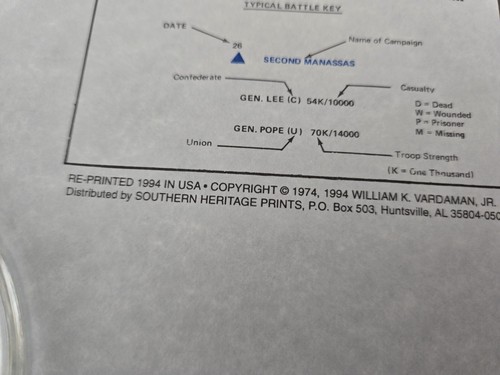 TYPICAL BATTLE KEY
DATE
Name of Campaign
26
SECOND MANASSAS
Confederate
Casualty
GEN. LEE (C) 54K/10000
D = Dead
W = Wounded
P = Prisoner
M = Missing
GEN. POPE (U) 70K/14000
Union
Troop Strength
(K = One Thousand)
RE-PRINTED 1994 IN USA • COPYRIGHT © 1974, 1994 WILLIAM K. VARDAMAN, JR.
Distributed by SOUTHERN HERITAGE PRINTS, P.O. Box 503, Huntsville, AL 35804-050